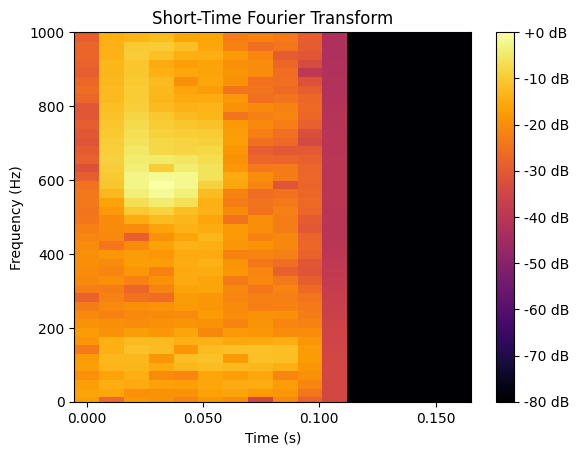 Short-Time Fourier Transform
1000
800
600
400
200
0
Frequency (Hz)
0.000
0.050
0.100
0.150
Time (s)
+0 dB
-10 dB
-20 dB
-30 dB
-40 dB
-50 dB
-60 dB
-70 dB
-80 dB